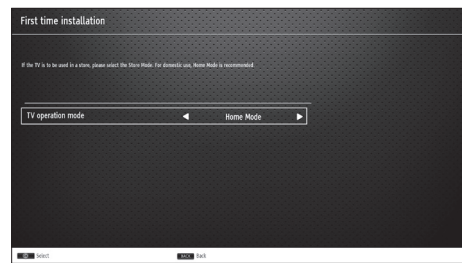 First time installation
If the TV is to be used in a store, please select the Store Mode. For domestic use, Home Mode is recommended.
TV operation mode
Home Mode
OK Select
BACK Back